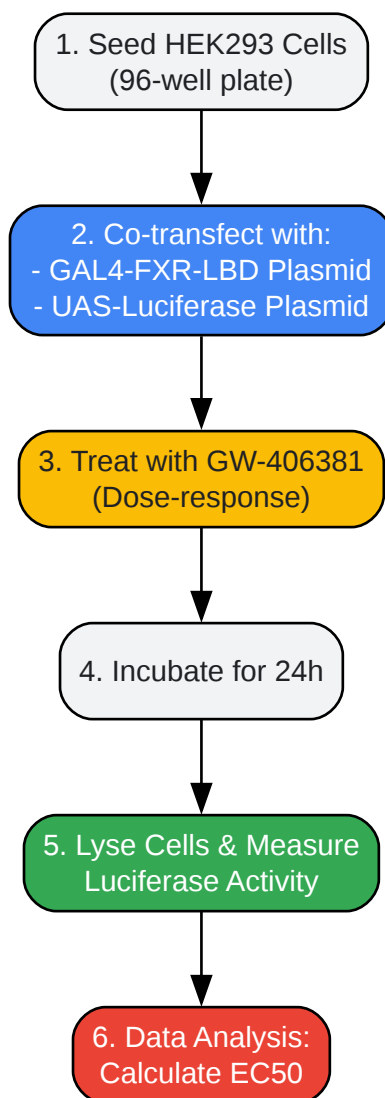 1. Seed HEK293 Cells
(96-well plate)
2. Co-transfect with:
- GAL4-FXR-LBD Plasmid
- UAS-Luciferase Plasmid
3. Treat with GW-406381
(Dose-response)
4. Incubate for 24h
5. Lyse Cells & Measure
Luciferase Activity
6. Data Analysis:
Calculate EC50